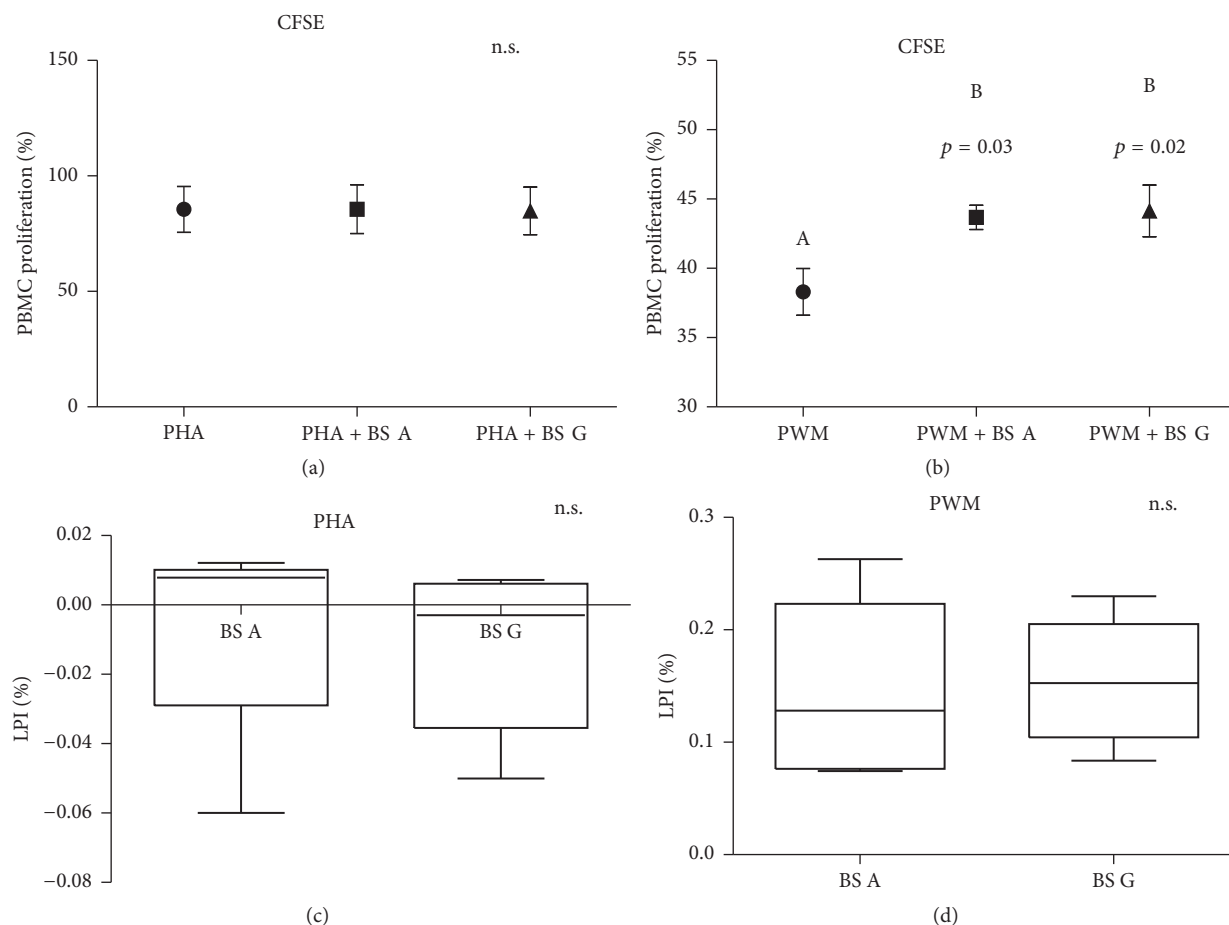 CFSE
n.s.
150
100
50
0
PBMC proliferation (%)
PHA
PHA + BS A
PHA + BS G
(a)
CFSE
55
50
45
40
35
30
PBMC proliferation (%)
A
B
p = 0.03
B
p = 0.02
PWM
PWM + BS A
PWM + BS G
(b)
PHA
n.s.
0.02
0.00
−0.02
−0.04
−0.06
−0.08
LPI (%)
BS A
BS G
(c)
PWM
n.s.
0.3
0.2
0.1
0.0
LPI (%)
BS A
BS G
(d)